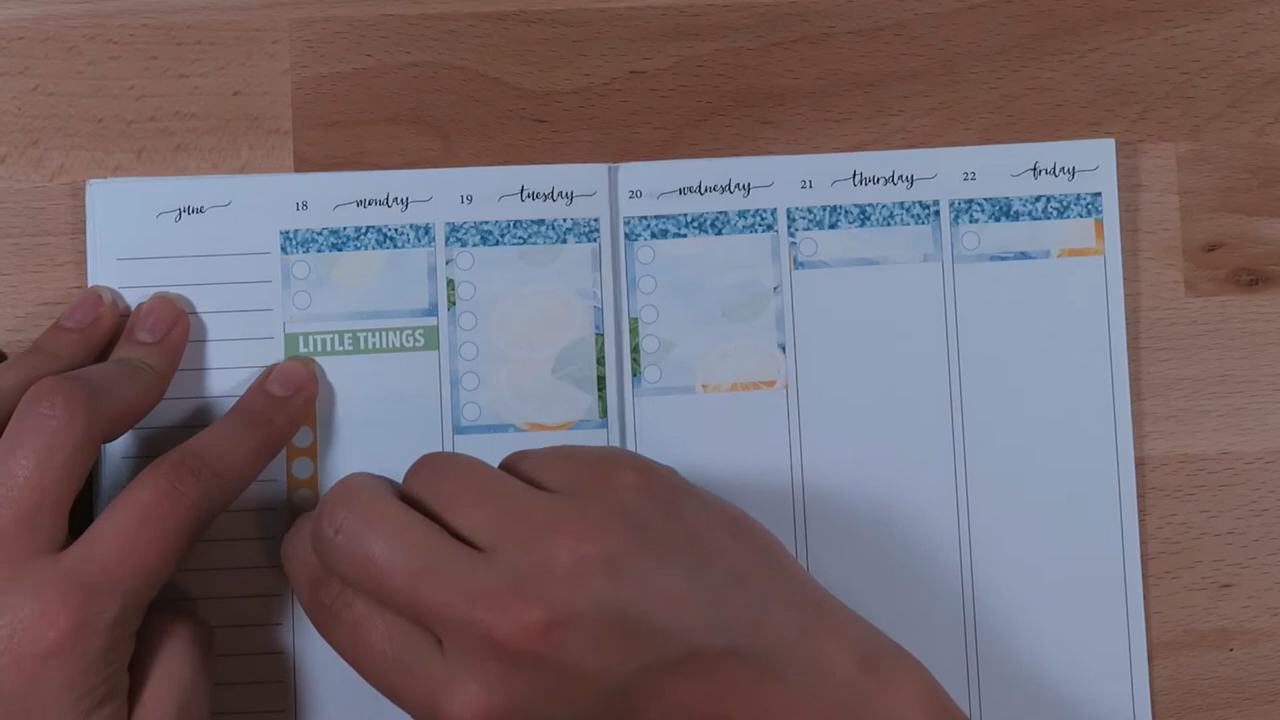 june
18 monday
19 tuesday
20 wednesday
21 thursday
22 friday
LITTLE THINGS